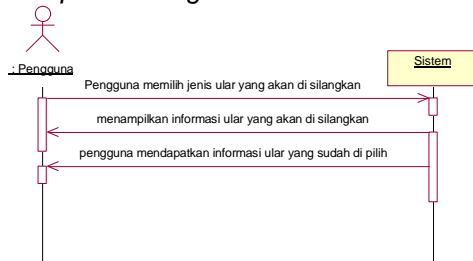 : Pengguna
Sistem
Pengguna memilih jenis ular yang akan di silangkan
menampilkan informasi ular yang akan di silangkan
pengguna mendapatkan informasi ular yang sudah di pilih